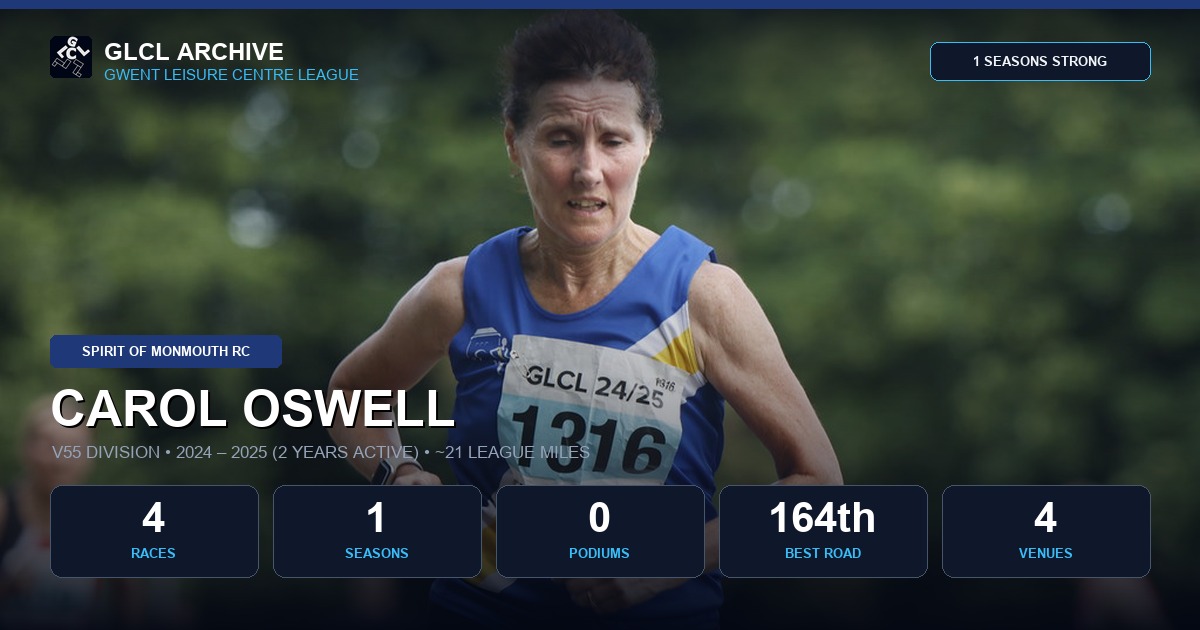 GLCL ARCHIVE
GWENT LEISURE CENTRE LEAGUE
1 SEASONS STRONG
GLCL 24/25
1316
1316
SPIRIT OF MONMOUTH RC
CAROL OSWELL
V55 DIVISION • 2024 – 2025 (2 YEARS ACTIVE) • ~21 LEAGUE MILES
4
RACES
1
SEASONS
0
PODIUMS
164th
BEST ROAD
4
VENUES